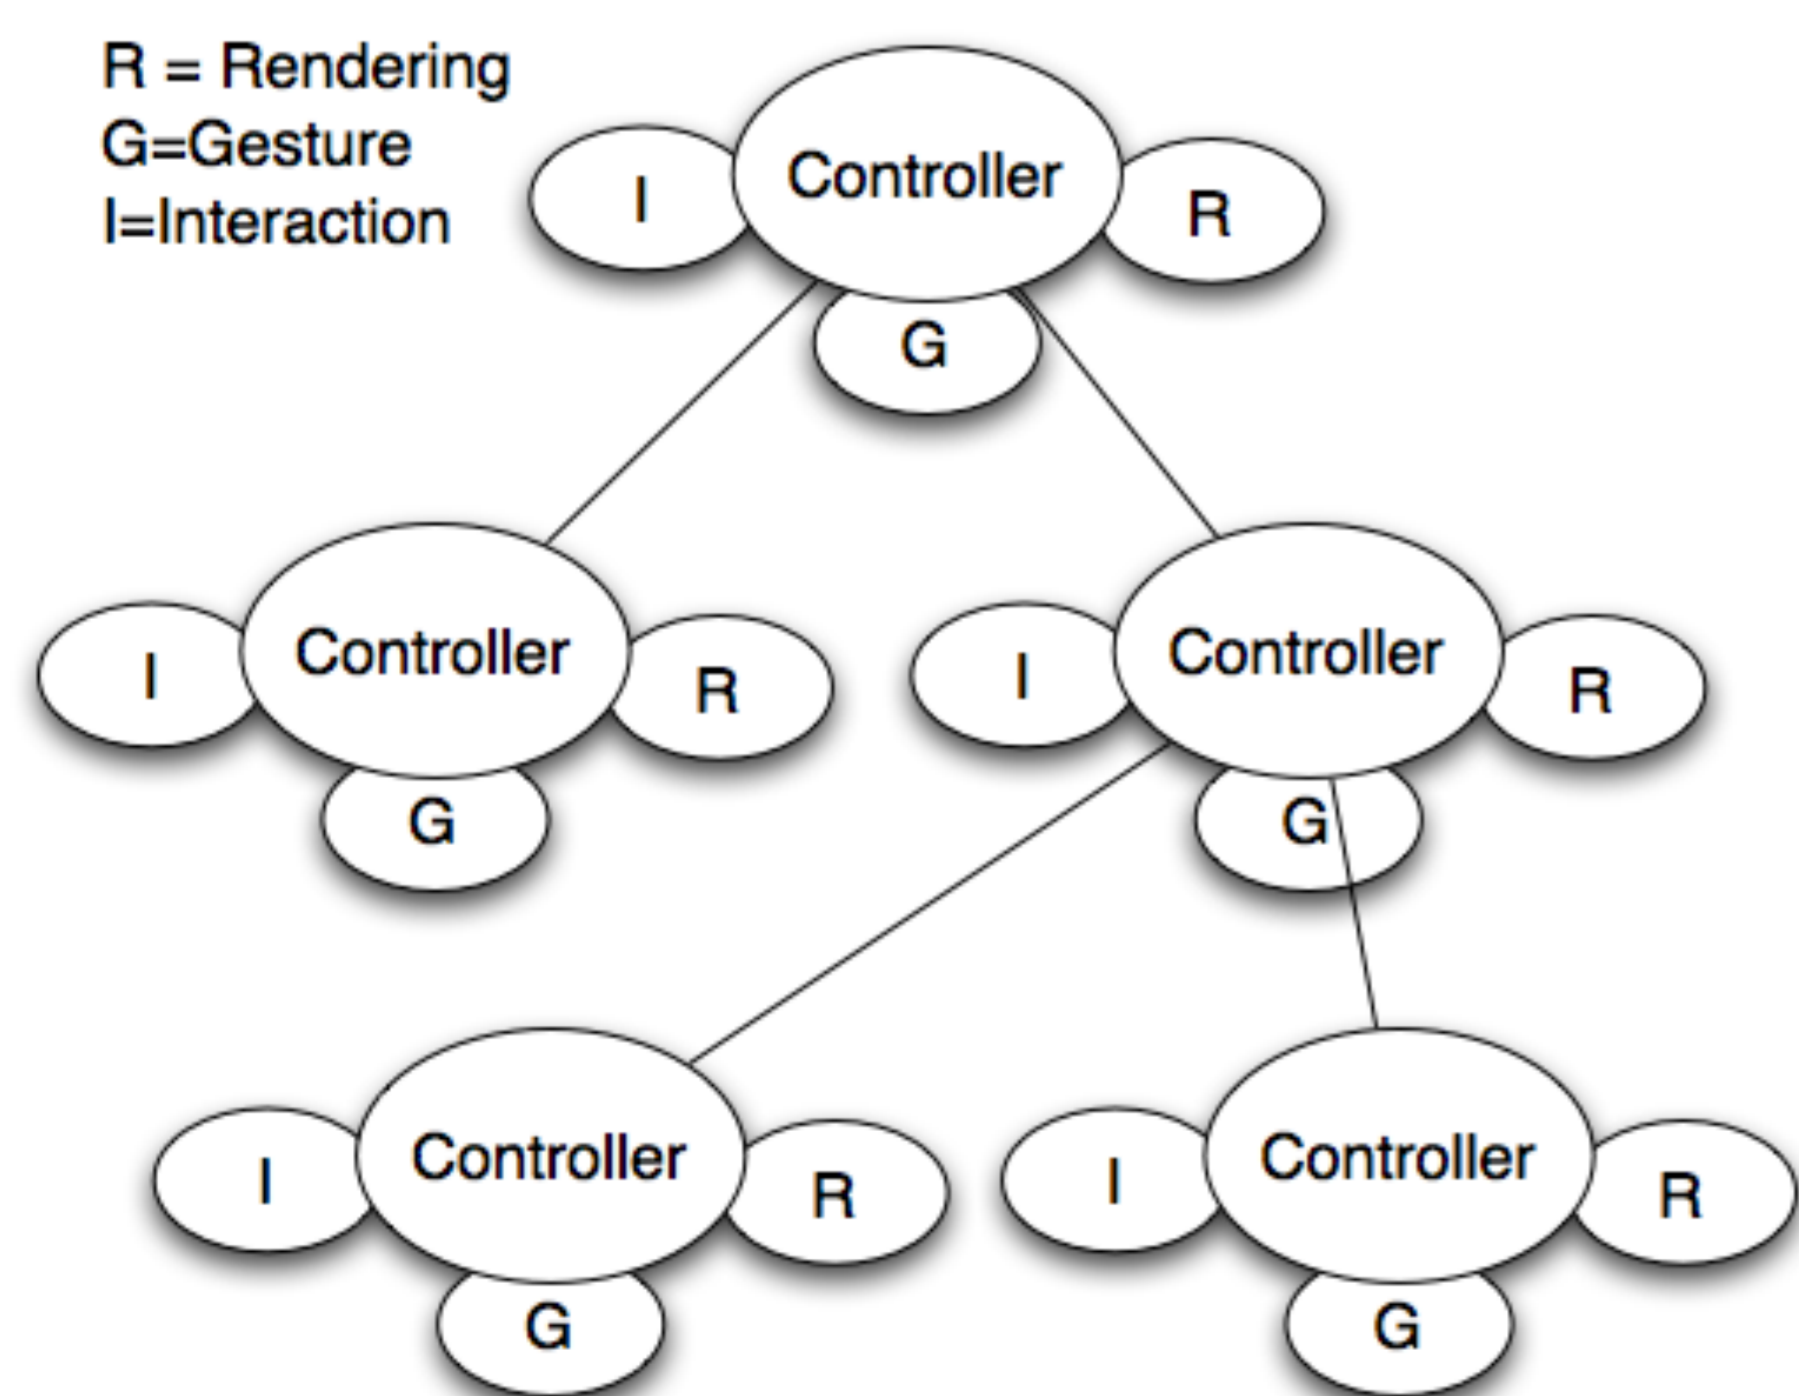 R = Rendering
G=Gesture
I=Interaction
I
Controller
R
G
I
Controller
R
G
I
Controller
R
G
I
Controller
R
G
I
Controller
R
G